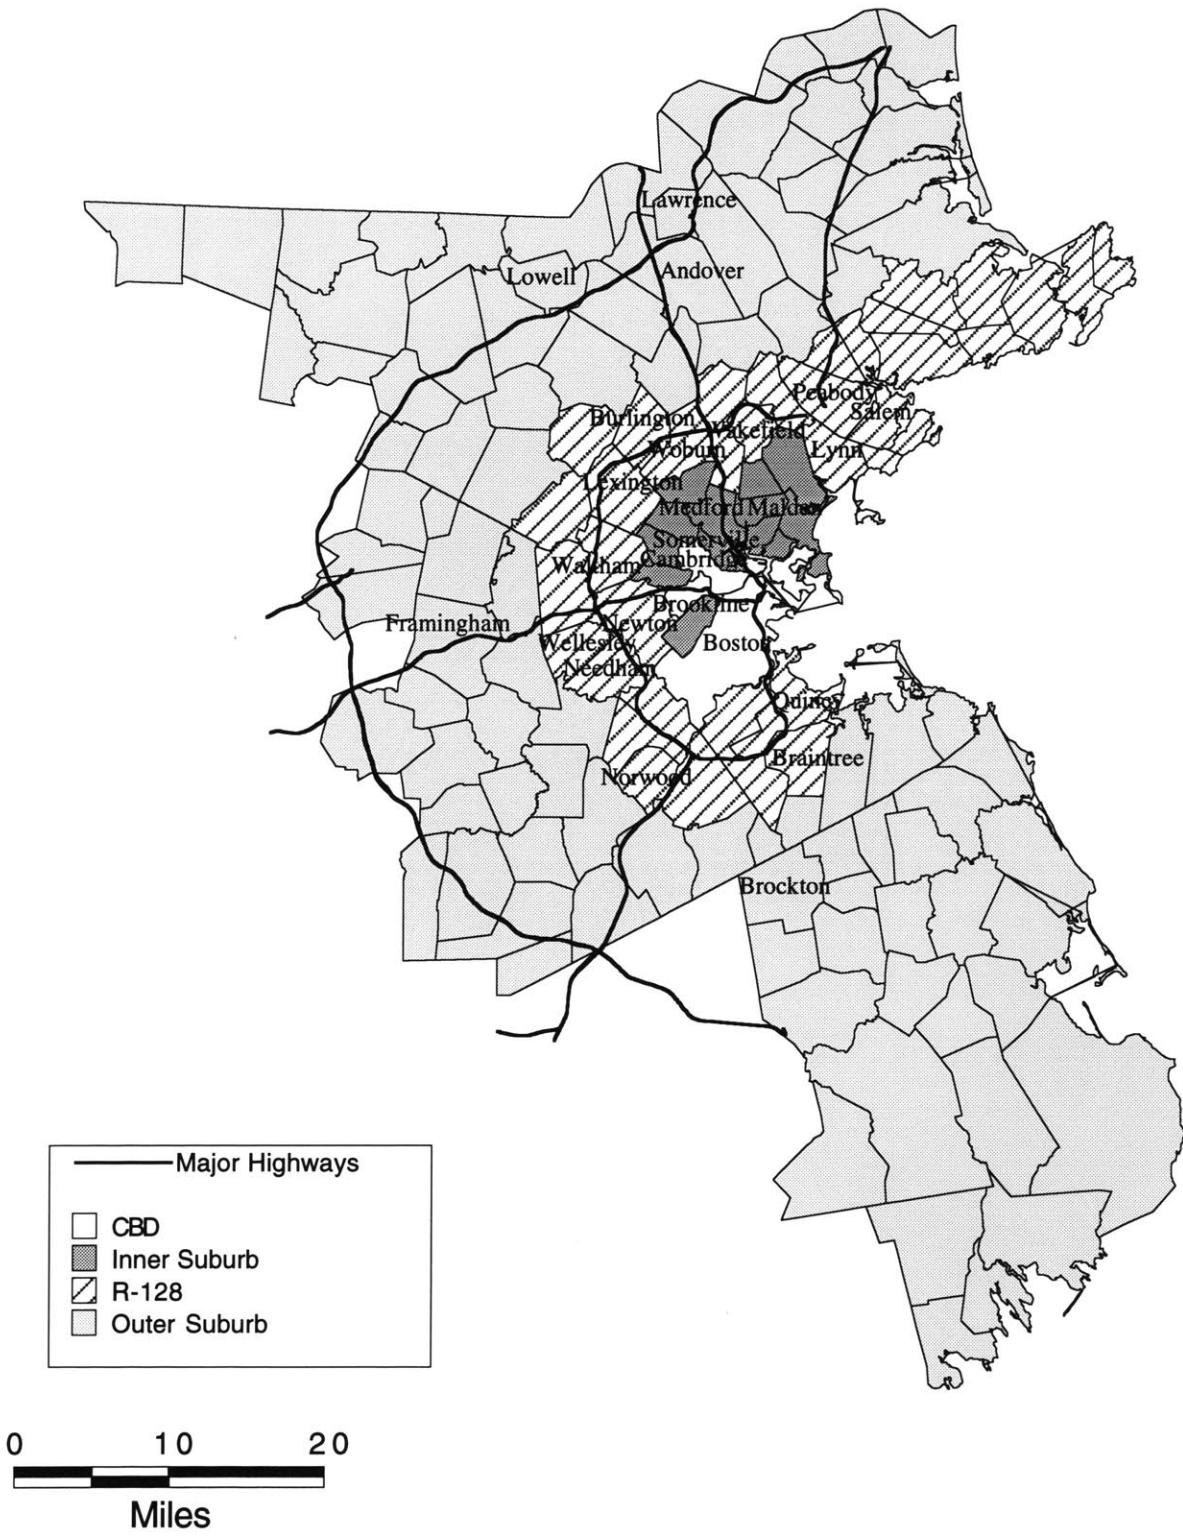 Lawrence
Lowell
Andover
Peabody
Salem
Burlington
Wakefield
Woburn
Lynn
Lexington
Medford
Malden
Somerville
Cambridge
Waltham
Brookline
Framingham
Newton
Wellesley
Boston
Needham
Quincy
Braintree
Norwood
Brockton
Major Highways
CBD
Inner Suburb
R-128
Outer Suburb
0 10 20
Miles